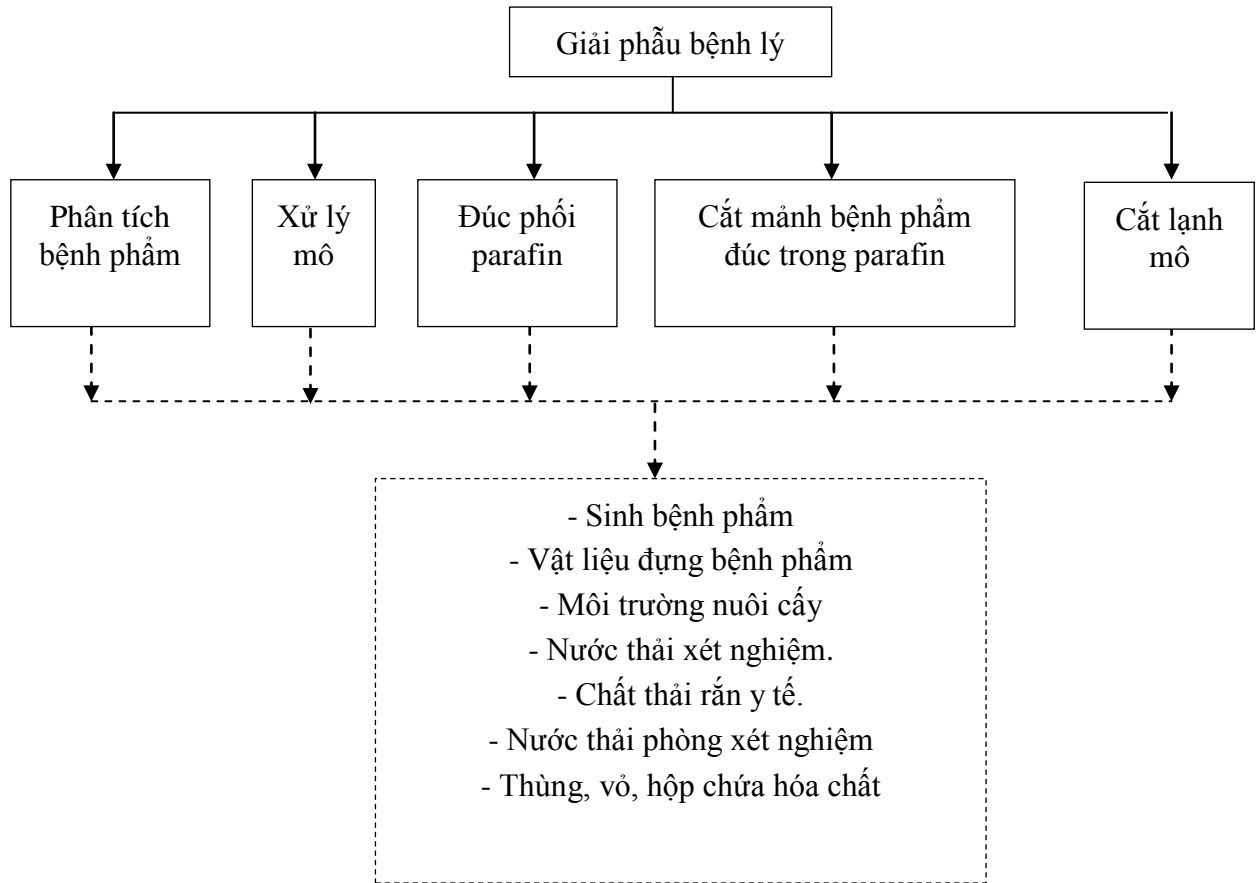 Giải phẫu bệnh lý
Phân tích
bệnh phẩm
Xử lý
mô
Đúc phối
parafin
Cắt mảnh bệnh phẩm
đúc trong parafin
Cắt lạnh
mô
- Sinh bệnh phẩm
- Vật liệu đựng bệnh phẩm
- Môi trường nuôi cấy
- Nước thải xét nghiệm.
- Chất thải rắn y tế.
- Nước thải phòng xét nghiệm
- Thùng, vỏ, hộp chứa hóa chất